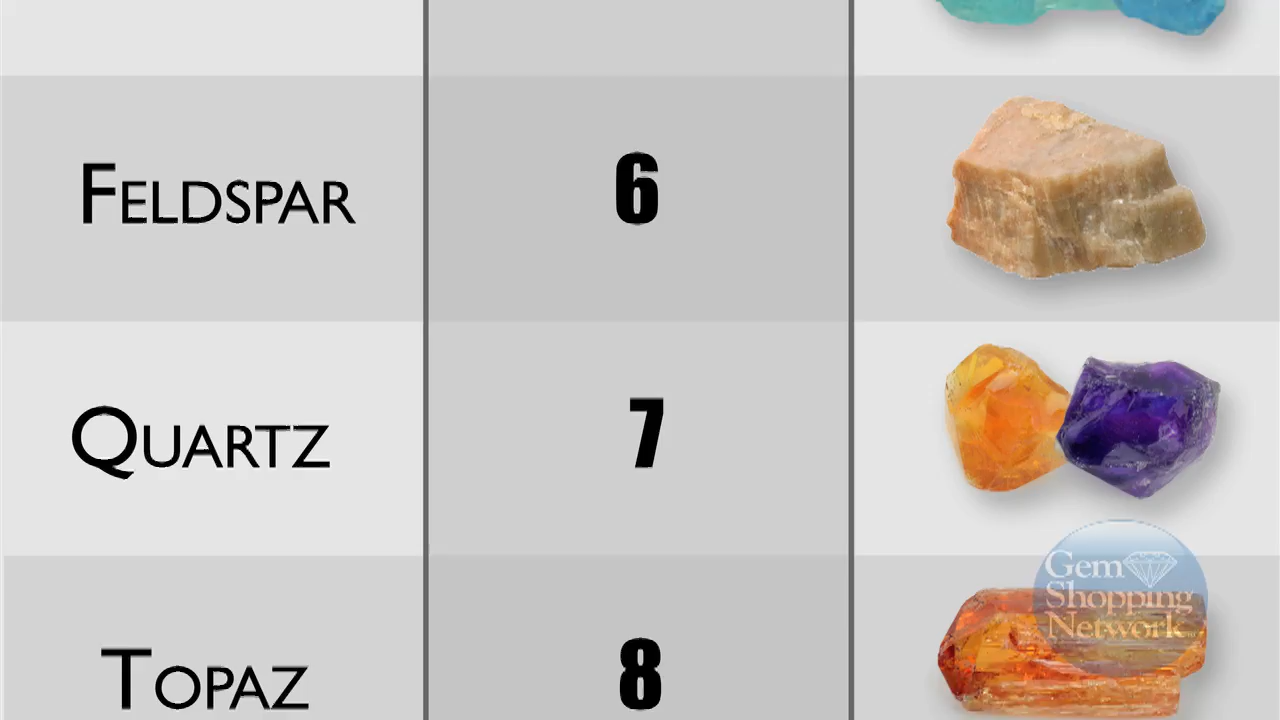 FELDSPAR 6
QUARTZ 7
TOPAZ 8
Gem
Shopping
Network